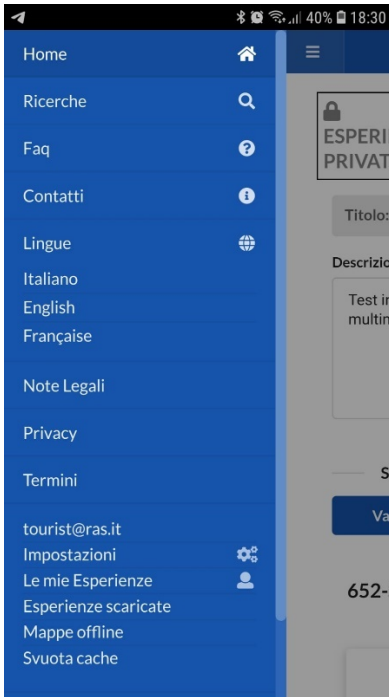 40% 18:30
Home
Ricerche
Faq
Contatti
Lingue
Italiano
English
Française
Note Legali
Privacy
Termini
tourist@ras.it
Impostazioni
Le mie Esperienze
Esperienze scaricate
Mappe offline
Svuota cache
ESPERI
PRIVAT
Titolo:
Descrizio
Test i
multin
S
Va
652-